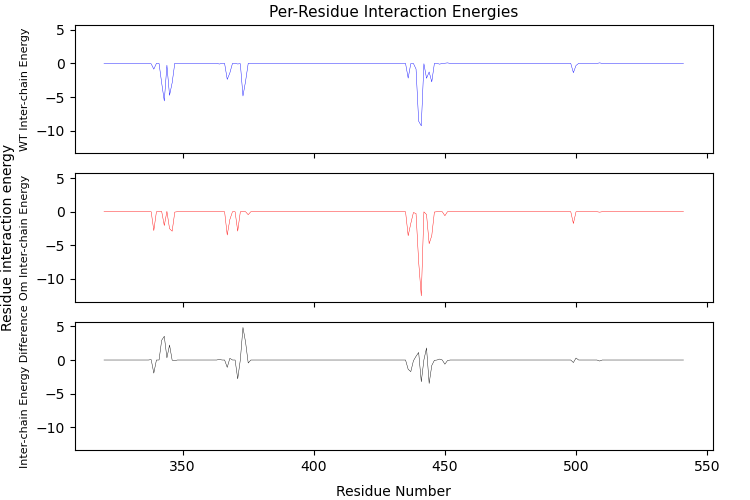 Per-Residue Interaction Energies
Residue interaction energy
WT Inter-chain Energy
5
0
−5
−10
Om Inter-chain Energy
5
0
−5
−10
Inter-chain Energy Difference
5
0
−5
−10
350
400
450
500
550
Residue Number